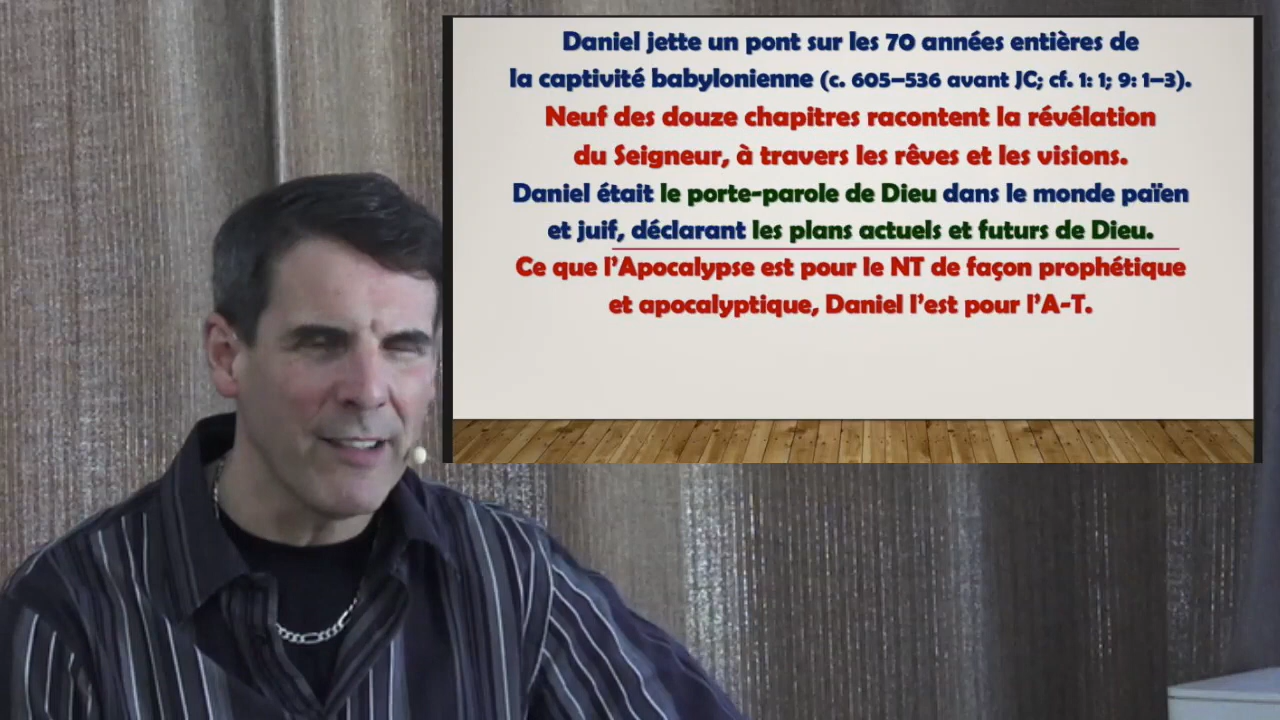 Daniel jette un pont sur les 70 années entières de
la captivité babylonienne (c. 605–536 avant JC; cf. 1: 1; 9: 1–3).
Neuf des douze chapitres racontent la révélation
du Seigneur, à travers les rêves et les visions.
Daniel était le porte-parole de Dieu dans le monde païen
et juif, déclarant les plans actuels et futurs de Dieu.
Ce que l'Apocalypse est pour le NT de façon prophétique
et apocalyptique, Daniel l'est pour l'A-T.